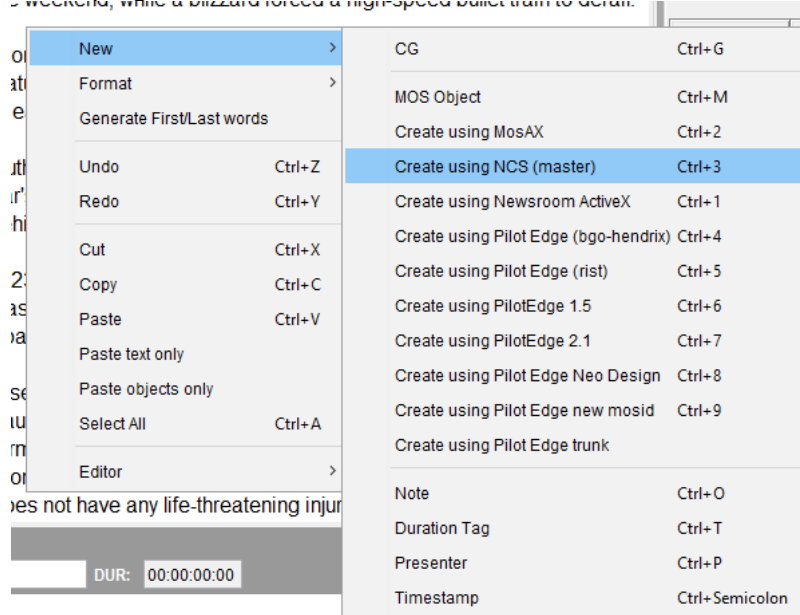 weekend, while a blizzard forced a high-speed bullet train to derail.
New
Format
Generate First/Last words
Undo Ctrl+Z
Redo Ctrl+Y
Cut Ctrl+X
Copy Ctrl+C
Paste Ctrl+V
Paste text only
Paste objects only
Select All Ctrl+A
Editor
CG Ctrl+G
MOS Object Ctrl+M
Create using MosAX Ctrl+2
Create using NCS (master) Ctrl+3
Create using Newsroom ActiveX Ctrl+1
Create using Pilot Edge (bgo-hendrix) Ctrl+4
Create using Pilot Edge (rist) Ctrl+5
Create using PilotEdge 1.5 Ctrl+6
Create using PilotEdge 2.1 Ctrl+7
Create using Pilot Edge Neo Design Ctrl+8
Create using Pilot Edge new mosid Ctrl+9
Create using Pilot Edge trunk
Note Ctrl+O
Duration Tag Ctrl+T
Presenter Ctrl+P
Timestamp Ctrl+Semicolon
not have any life-threatening injur
DUR: 00:00:00:00